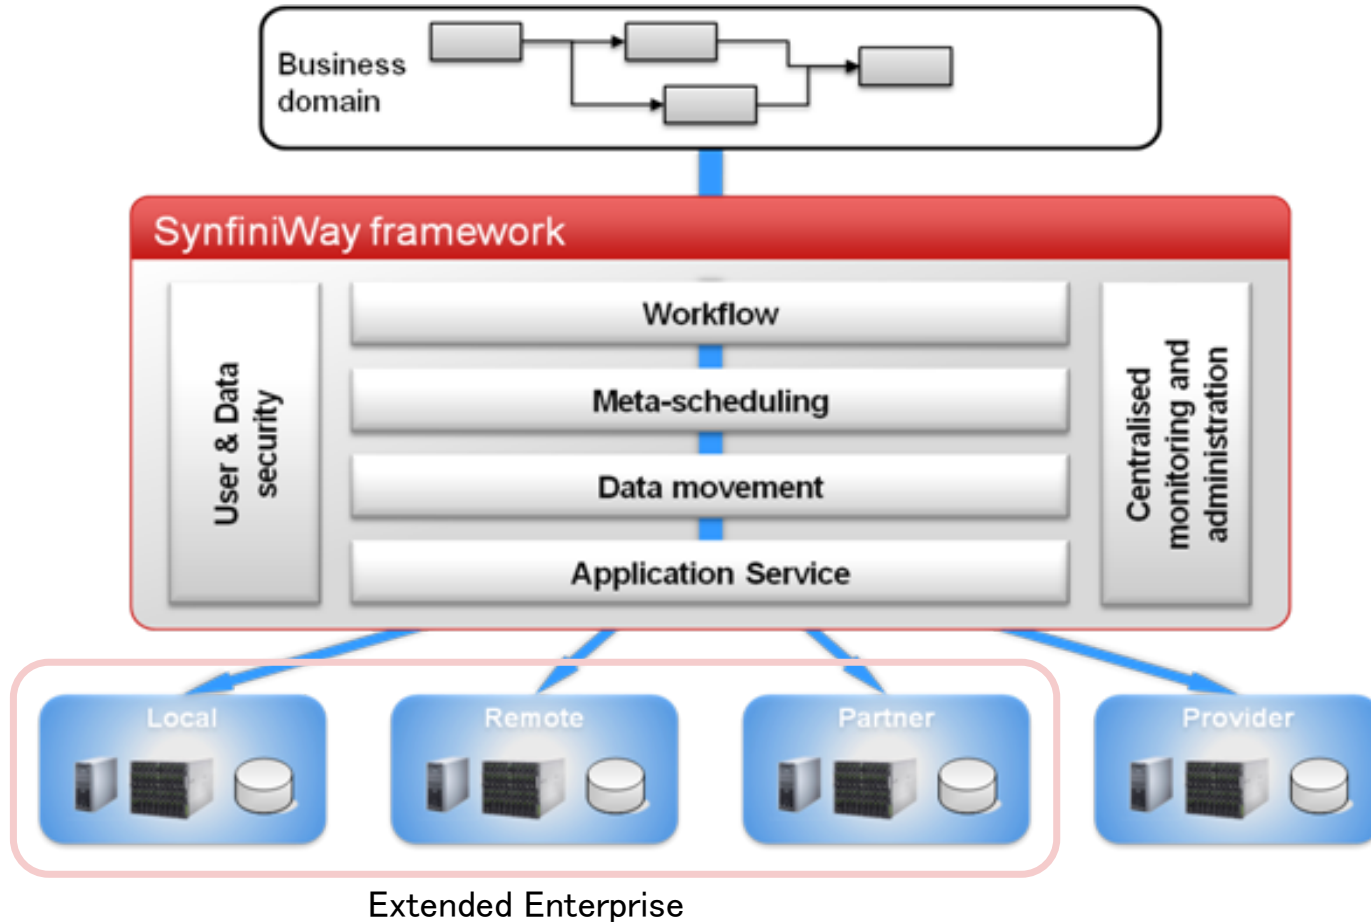 Business
domain
SynfiniWay framework
User & Data
security
Workflow
Meta-scheduling
Data movement
Application Service
Centralised
monitoring and
administration
Local
Remote
Partner
Provider
Extended Enterprise